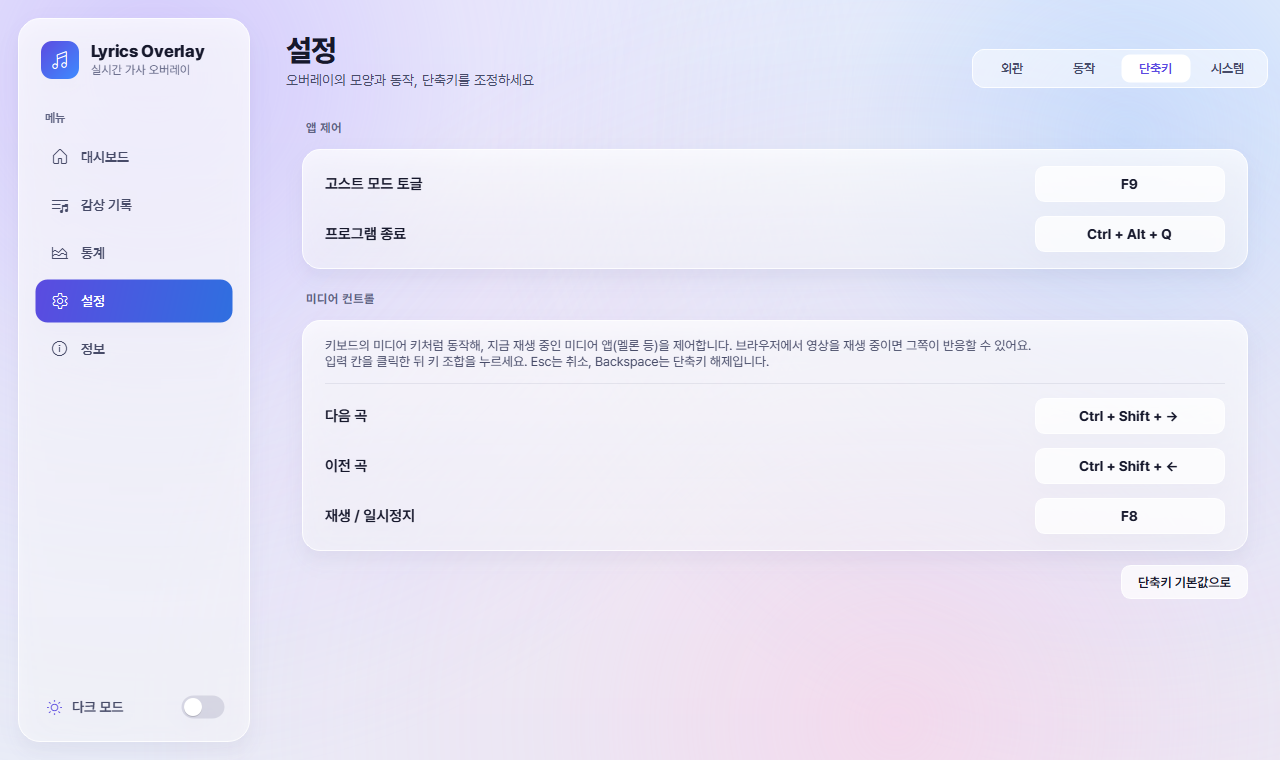 Lyrics Overlay
실시간 가사 오버레이
메뉴
대시보드
감상 기록
통계
설정
정보
다크 모드
설정
오버레이의 모양과 동작, 단축키를 조정하세요
외관
동작
단축키
시스템
앱 제어
고스트 모드 토글
F9
프로그램 종료
Ctrl + Alt + Q
미디어 컨트롤
키보드의 미디어 키처럼 동작해, 지금 재생 중인 미디어 앱(멜론 등)을 제어합니다. 브라우저에서 영상을 재생 중이면 그쪽이 반응할 수 있어요.
입력 칸을 클릭한 뒤 키 조합을 누르세요. Esc는 취소, Backspace는 단축키 해제입니다.
다음 곡
Ctrl + Shift + →
이전 곡
Ctrl + Shift + ←
재생 / 일시정지
F8
단축키 기본값으로